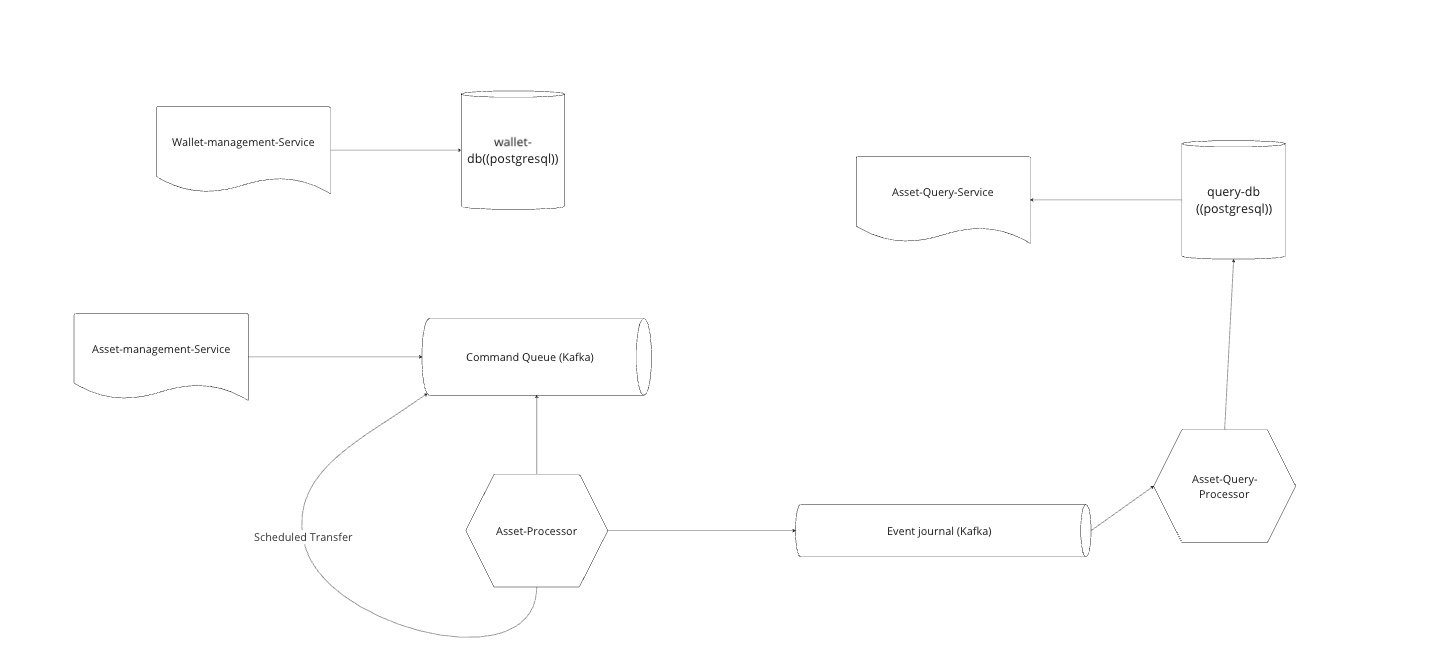 Wallet-management-Service
wallet-
db((postgresql))
Asset-Query-Service
query-db
((postgresql))
Asset-management-Service
Command Queue (Kafka)
Asset-Query-
Processor
Asset-Processor
Event journal (Kafka)
Scheduled Transfer